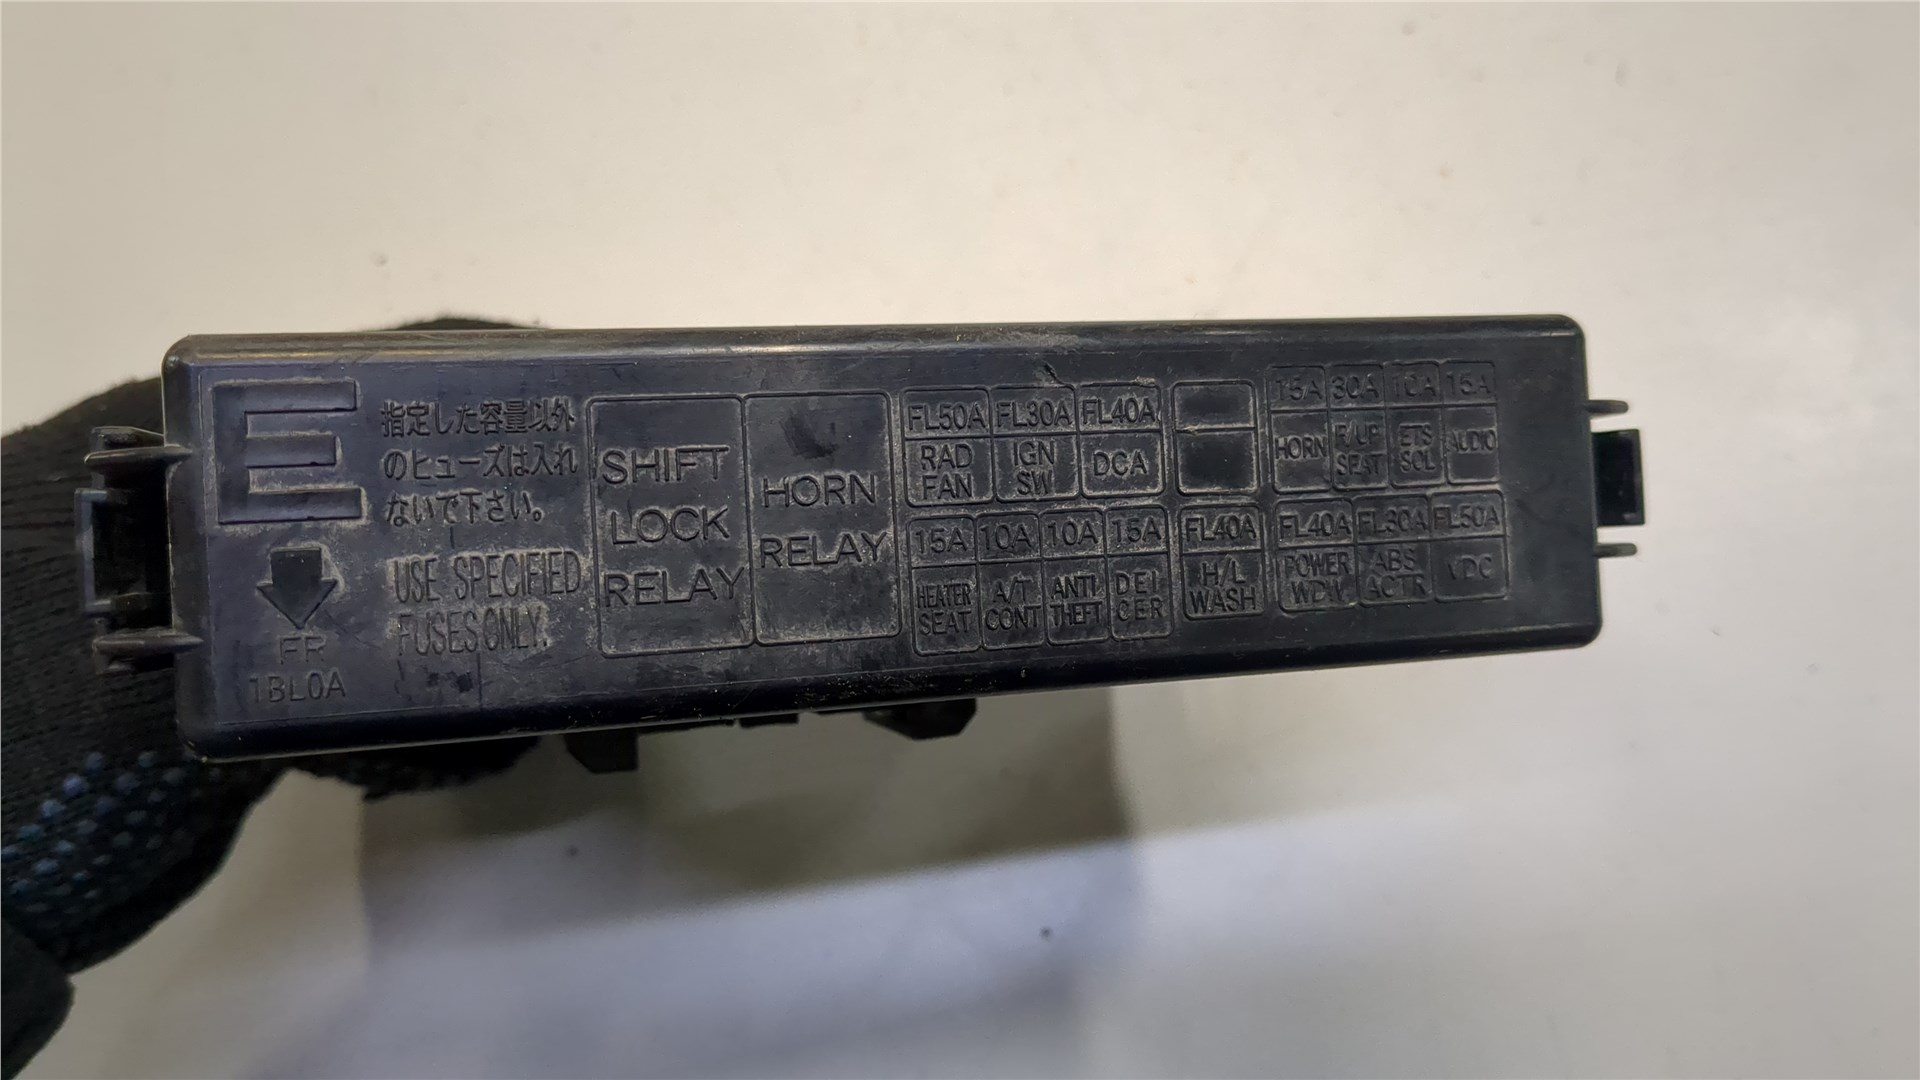 E
FR
1BL0A
指定した容量以外
のヒューズは入れ
ないで下さい。
USE SPECIFIED
FUSES ONLY.
SHIFT
LOCK
RELAY
HORN
RELAY
FL50A FL30A FL40A
RAD FAN
IGN SW
DCA
15A 30A 10A 15A
HORN
R/UP SEAT
ETS SOL
AUDIO
15A 10A 10A 15A
HEATER SEAT
A/T CONT
ANTI THEFT
DEI CER
FL40A
H/L WASH
FL40A FL30A FL50A
POWER WDW
ABS ACTR
VDC